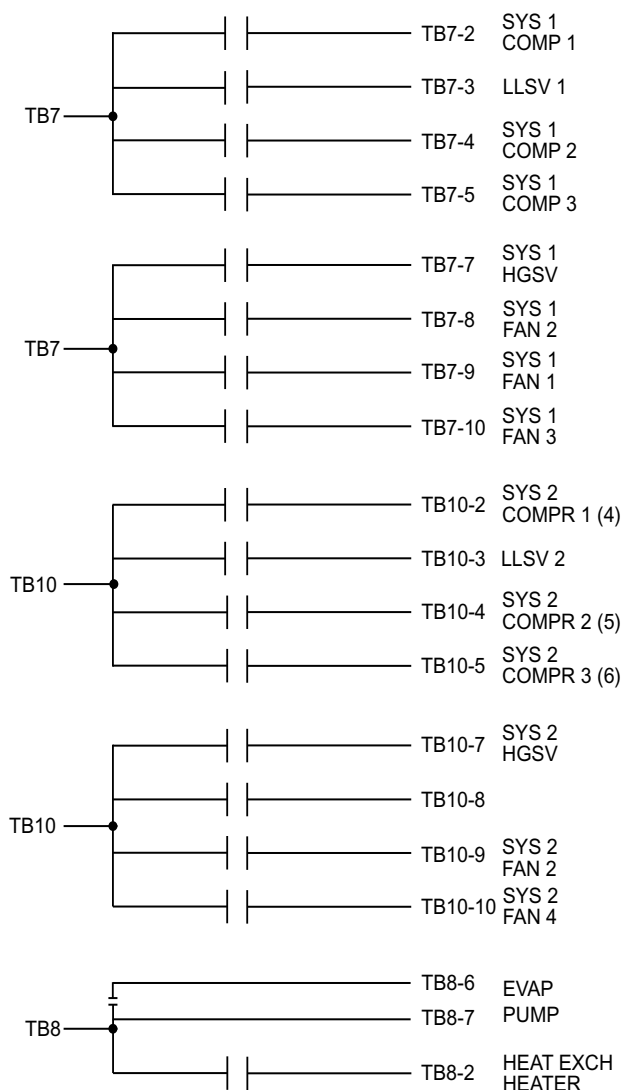 TB7
TB7-2 SYS 1
COMP 1
TB7-3 LLSV 1
TB7-4 SYS 1
COMP 2
TB7-5 SYS 1
COMP 3
TB7
TB7-7 SYS 1
HGSV
TB7-8 SYS 1
FAN 2
TB7-9 SYS 1
FAN 1
TB7-10 SYS 1
FAN 3
TB10
TB10-2 SYS 2
COMPR 1 (4)
TB10-3 LLSV 2
TB10-4 SYS 2
COMPR 2 (5)
TB10-5 SYS 2
COMPR 3 (6)
TB10
TB10-7 SYS 2
HGSV
TB10-8
TB10-9 SYS 2
FAN 2
TB10-10 SYS 2
FAN 4
TB8
TB8-6 EVAP
TB8-7 PUMP
TB8-2 HEAT EXCH
HEATER